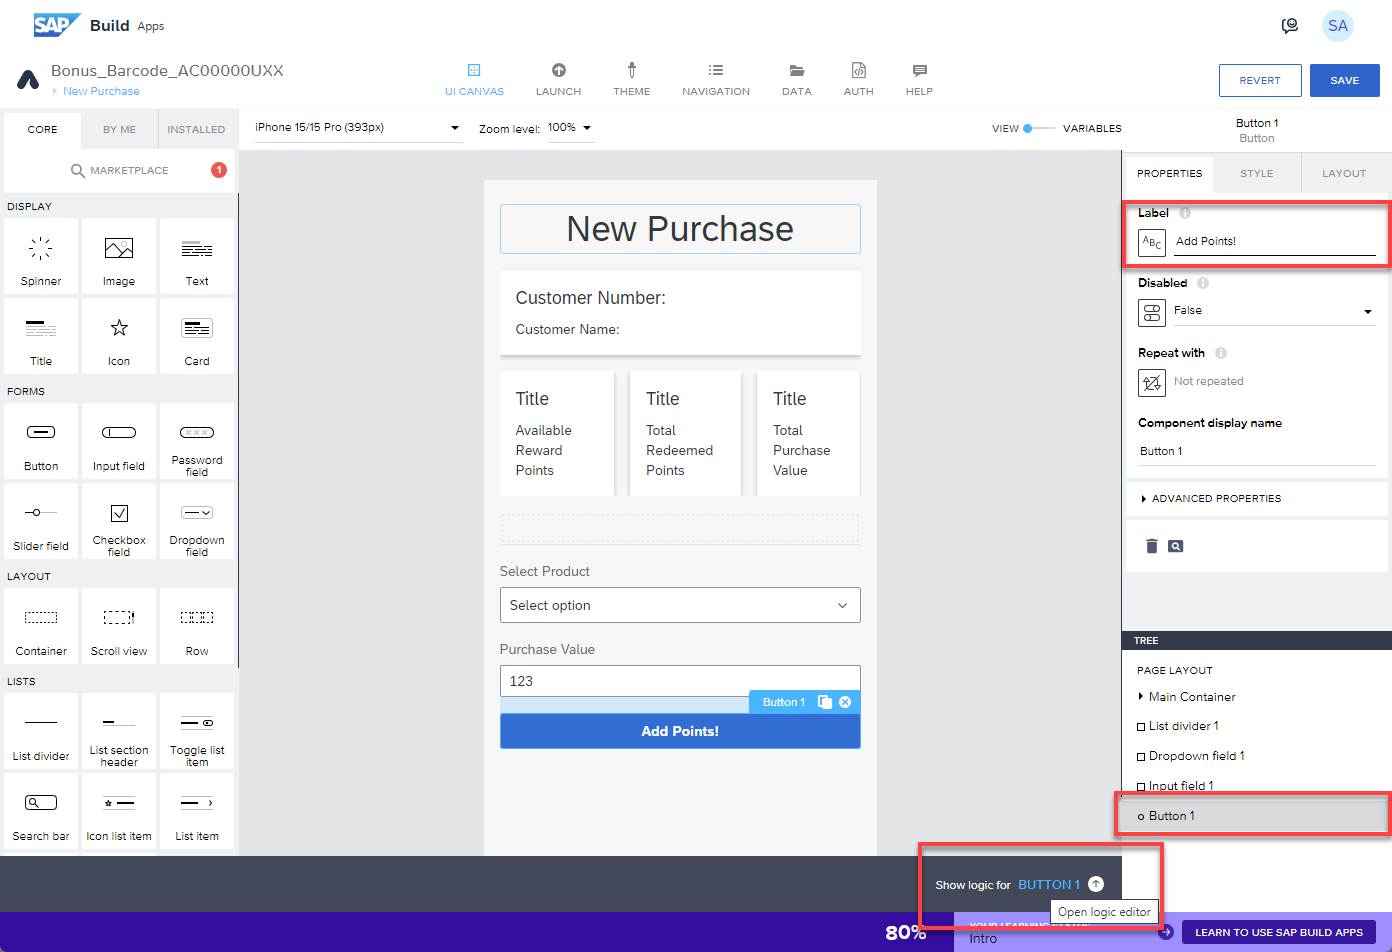 SAP Build Apps
SA
Bonus_Barcode_AC00000UXX
New Purchase
UI CANVAS
LAUNCH
THEME
NAVIGATION
DATA
AUTH
HELP
REVERT
SAVE
CORE
BY ME
INSTALLED
MARKETPLACE
1
iPhone 15/15 Pro (393px)
Zoom level: 100%
VIEW
VARIABLES
DISPLAY
Spinner
Image
Text
Title
Icon
Card
FORMS
Button
Input field
Password
field
Slider field
Checkbox
field
Dropdown
field
LAYOUT
Container
Scroll view
Row
LISTS
List divider
List section
header
Toggle list
item
Search bar
Icon list item
List item
New Purchase
Customer Number:
Customer Name:
Title
Available
Reward
Points
Title
Total
Redeemed
Points
Title
Total
Purchase
Value
Select Product
Select option
Purchase Value
123
Button 1
Add Points!
Button 1
Button
PROPERTIES
STYLE
LAYOUT
Label
ABC
Add Points!
Disabled
False
Repeat with
Not repeated
Component display name
Button 1
ADVANCED PROPERTIES
TREE
PAGE LAYOUT
Main Container
List divider 1
Dropdown field 1
Input field 1
Button 1
Show logic for BUTTON 1
Open logic editor
80%
Intro
LEARN TO USE SAP BUILD APPS